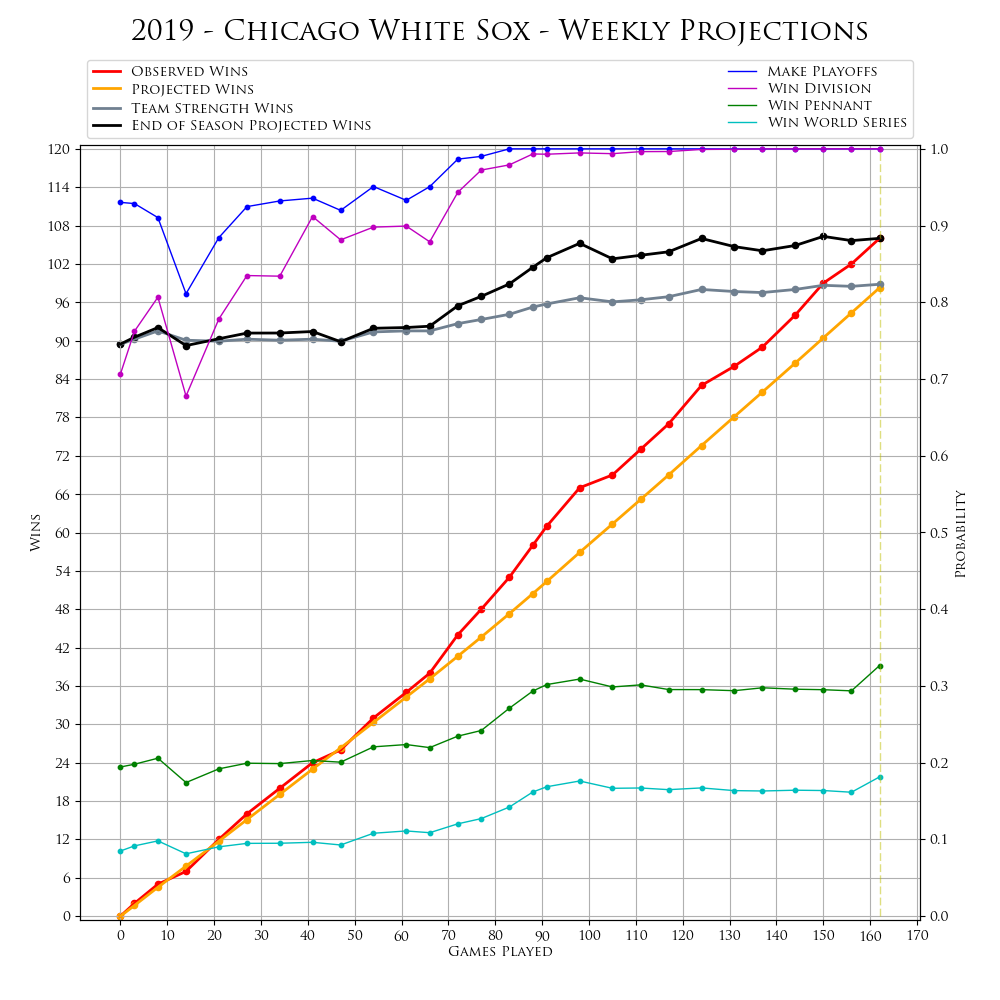 2019 - Chicago White Sox - Weekly Projections
Observed Wins
Projected Wins
Team Strength Wins
End of Season Projected Wins
Make Playoffs
Win Division
Win Pennant
Win World Series
120
114
108
102
96
90
84
78
72
66
60
54
48
42
36
30
24
18
12
6
0
Wins
1.0
0.9
0.8
0.7
0.6
0.5
0.4
0.3
0.2
0.1
0.0
Probability
0 10 20 30 40 50 60 70 80 90 100 110 120 130 140 150 160 170
Games Played